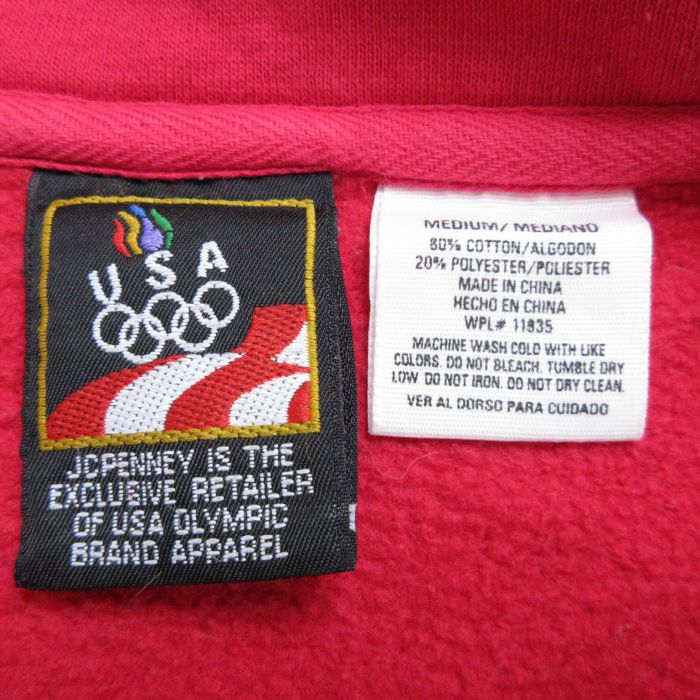 USA
JCPENNEY IS THE
EXCLUSIVE RETAILER
OF USA OLYMPIC
BRAND APPAREL
MEDIUM/MEDIANO
80% COTTON/ALGODON
20% POLYESTER/POLIESTER
MADE IN CHINA
HECHO EN CHINA
WPL# 11935
MACHINE WASH COLD WITH LIKE
COLORS. DO NOT BLEACH. TUMBLE DRY
LOW. DO NOT IRON. DO NOT DRY CLEAN.
VER AL DORSO PARA CUIDADO